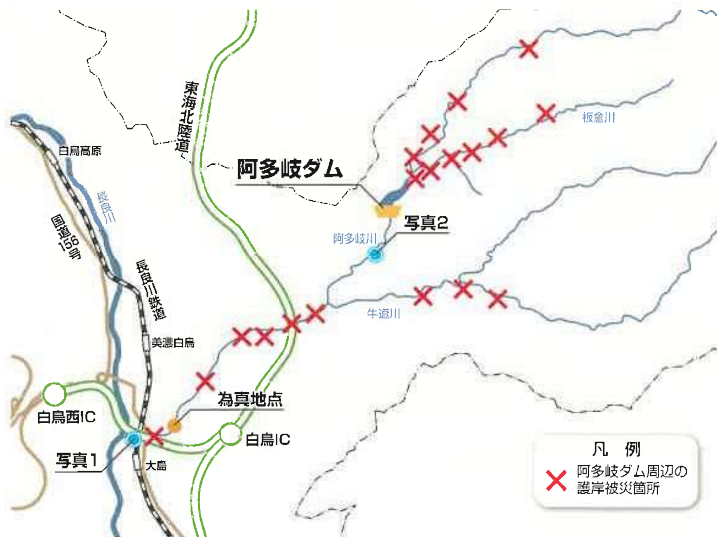 東海北陸道
板倉川
白鳥高原
長良川
阿多岐ダム
国道
156
号
阿多岐川
写真2
長良川鉄道
牛道川
美濃白鳥
為真地点
白鳥西IC
白鳥IC
写真1
大島
凡 例
阿多岐ダム周辺の
護岸被災箇所